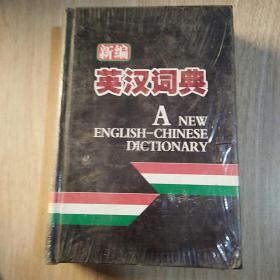 新编
英汉词典
A NEW
ENGLISH-CHINESE
DICTIONARY